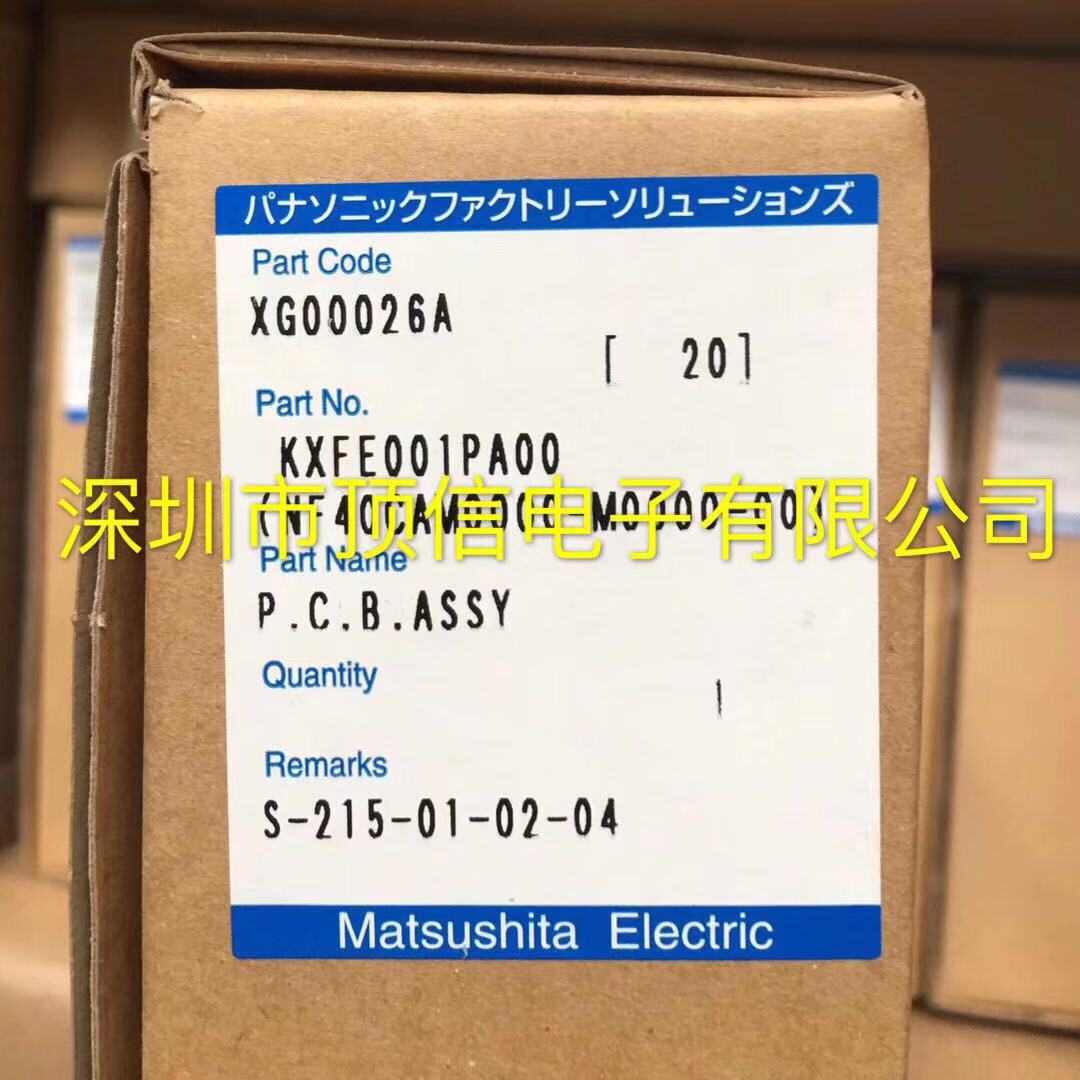 パナソニックファクトリーソリューションズ
Part Code
XG00026A
[ 20]
Part No.
KXFE001PA00
深圳市顶信电子有限公司
Part Name
P.C.B.ASSY
Quantity
1
Remarks
S-215-01-02-04
Matsushita Electric